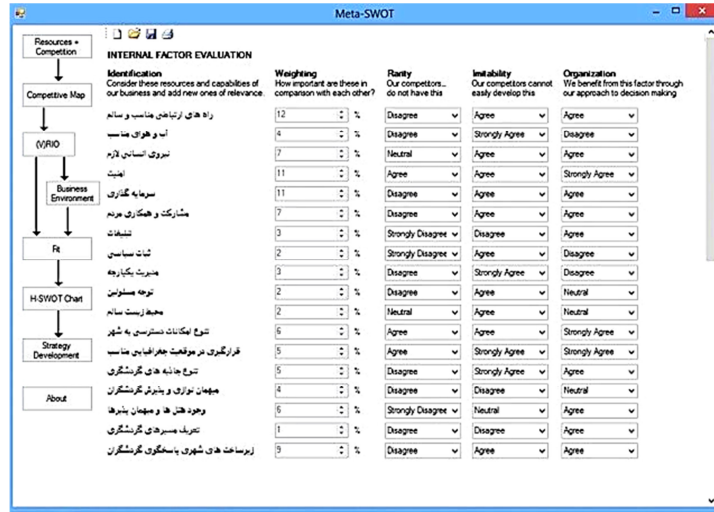 Meta-SWOT
Resources + Competition
Competitive Map
(V)RIO
Business Environment
Fit
H-SWOT Chart
Strategy Development
About
INTERNAL FACTOR EVALUATION
Identification
Consider these resources and capabilities of our business and add new ones of relevance.
Weighting
How important are these in comparison with each other?
Rarity
Our competitors... do not have this
Imitability
Our competitors cannot easily develop this
Organization
We benefit from this factor through our approach to decision making
راه های ارتباطی مناسب و سالم 12 % Disagree Agree Agree
آب و هوای مناسب 4 % Disagree Strongly Agree Disagree
نیروی انسانی لازم 7 % Neutral Agree Agree
امنیت 11 % Agree Agree Strongly Agree
سرمایه گذاری 11 % Disagree Agree Agree
مشارکت و همکاری مردم 7 % Disagree Disagree Agree
تبلیغات 3 % Strongly Disagree Disagree Agree
ثبات سیاسی 2 % Strongly Disagree Agree Disagree
مدیریت یکپارچه 3 % Disagree Strongly Agree Disagree
توجه مسئولین 2 % Disagree Agree Neutral
محیط زیست سالم 2 % Neutral Agree Neutral
تنوع امکانات دسترسی به شهر 6 % Agree Agree Strongly Agree
قرارگیری در موقعیت جغرافیایی مناسب 5 % Agree Strongly Agree Strongly Agree
تنوع جاذبه های گردشگری 5 % Disagree Strongly Agree Agree
میهمان نوازی و پذیرش گردشگران 4 % Disagree Disagree Neutral
وجود هتل ها و میهمان پذیرها 6 % Strongly Disagree Neutral Agree
تعریف مسیرهای گردشگری 1 % Disagree Disagree Agree
زیرساخت های شهری پاسخگوی گردشگران 9 % Disagree Agree Agree